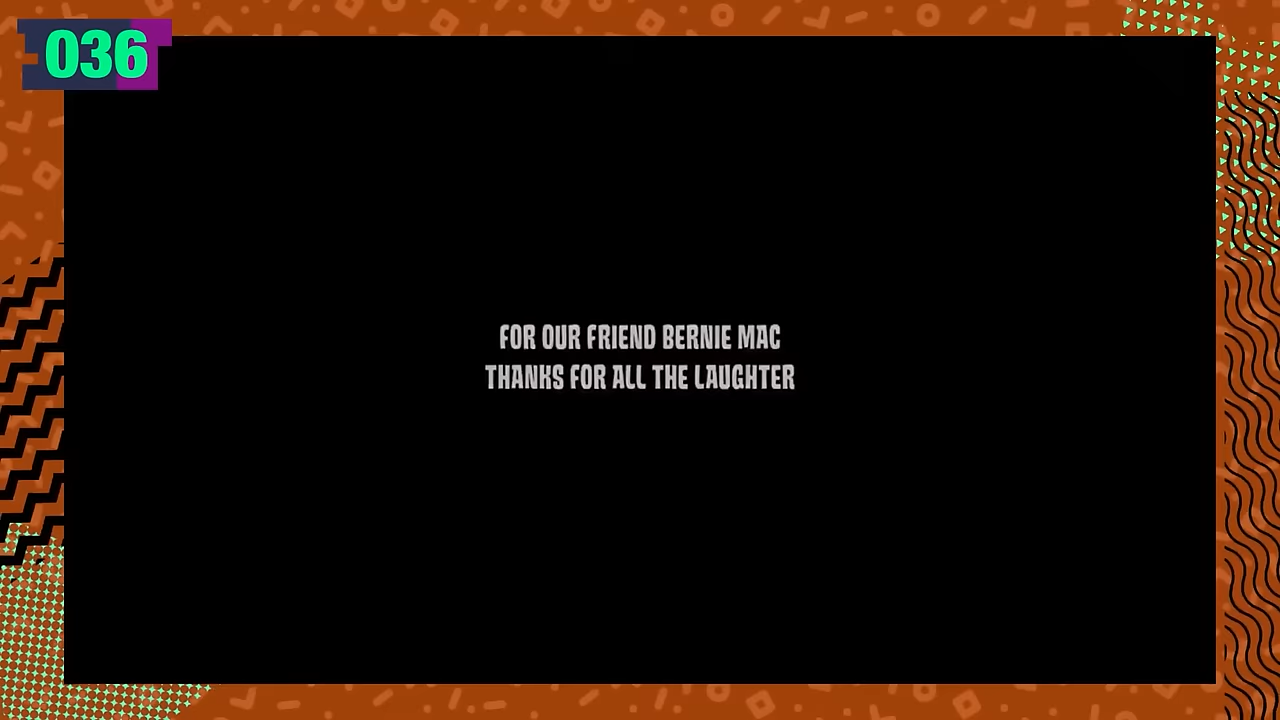 036
FOR OUR FRIEND BERNIE MAC
THANKS FOR ALL THE LAUGHTER